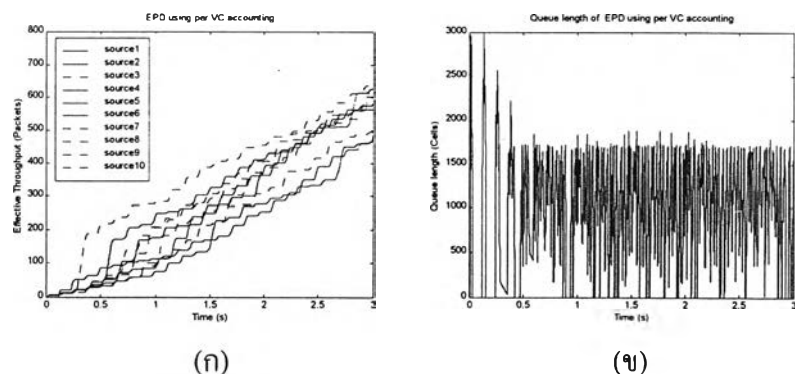 EPD using per VC accounting
source1
source2
source3
source4
source5
source6
source7
source8
source9
source10
Effective Throughput (Packets)
800
700
600
500
400
300
200
100
0
0 0.5 1 1.5 2 2.5 3
Time (s)
(ก)
Queue length of EPD using per VC accounting
Queue length (Cells)
3000
2500
2000
1500
1000
500
0
0 0.5 1 1.5 2 2.5 3
Time (s)
(ข)